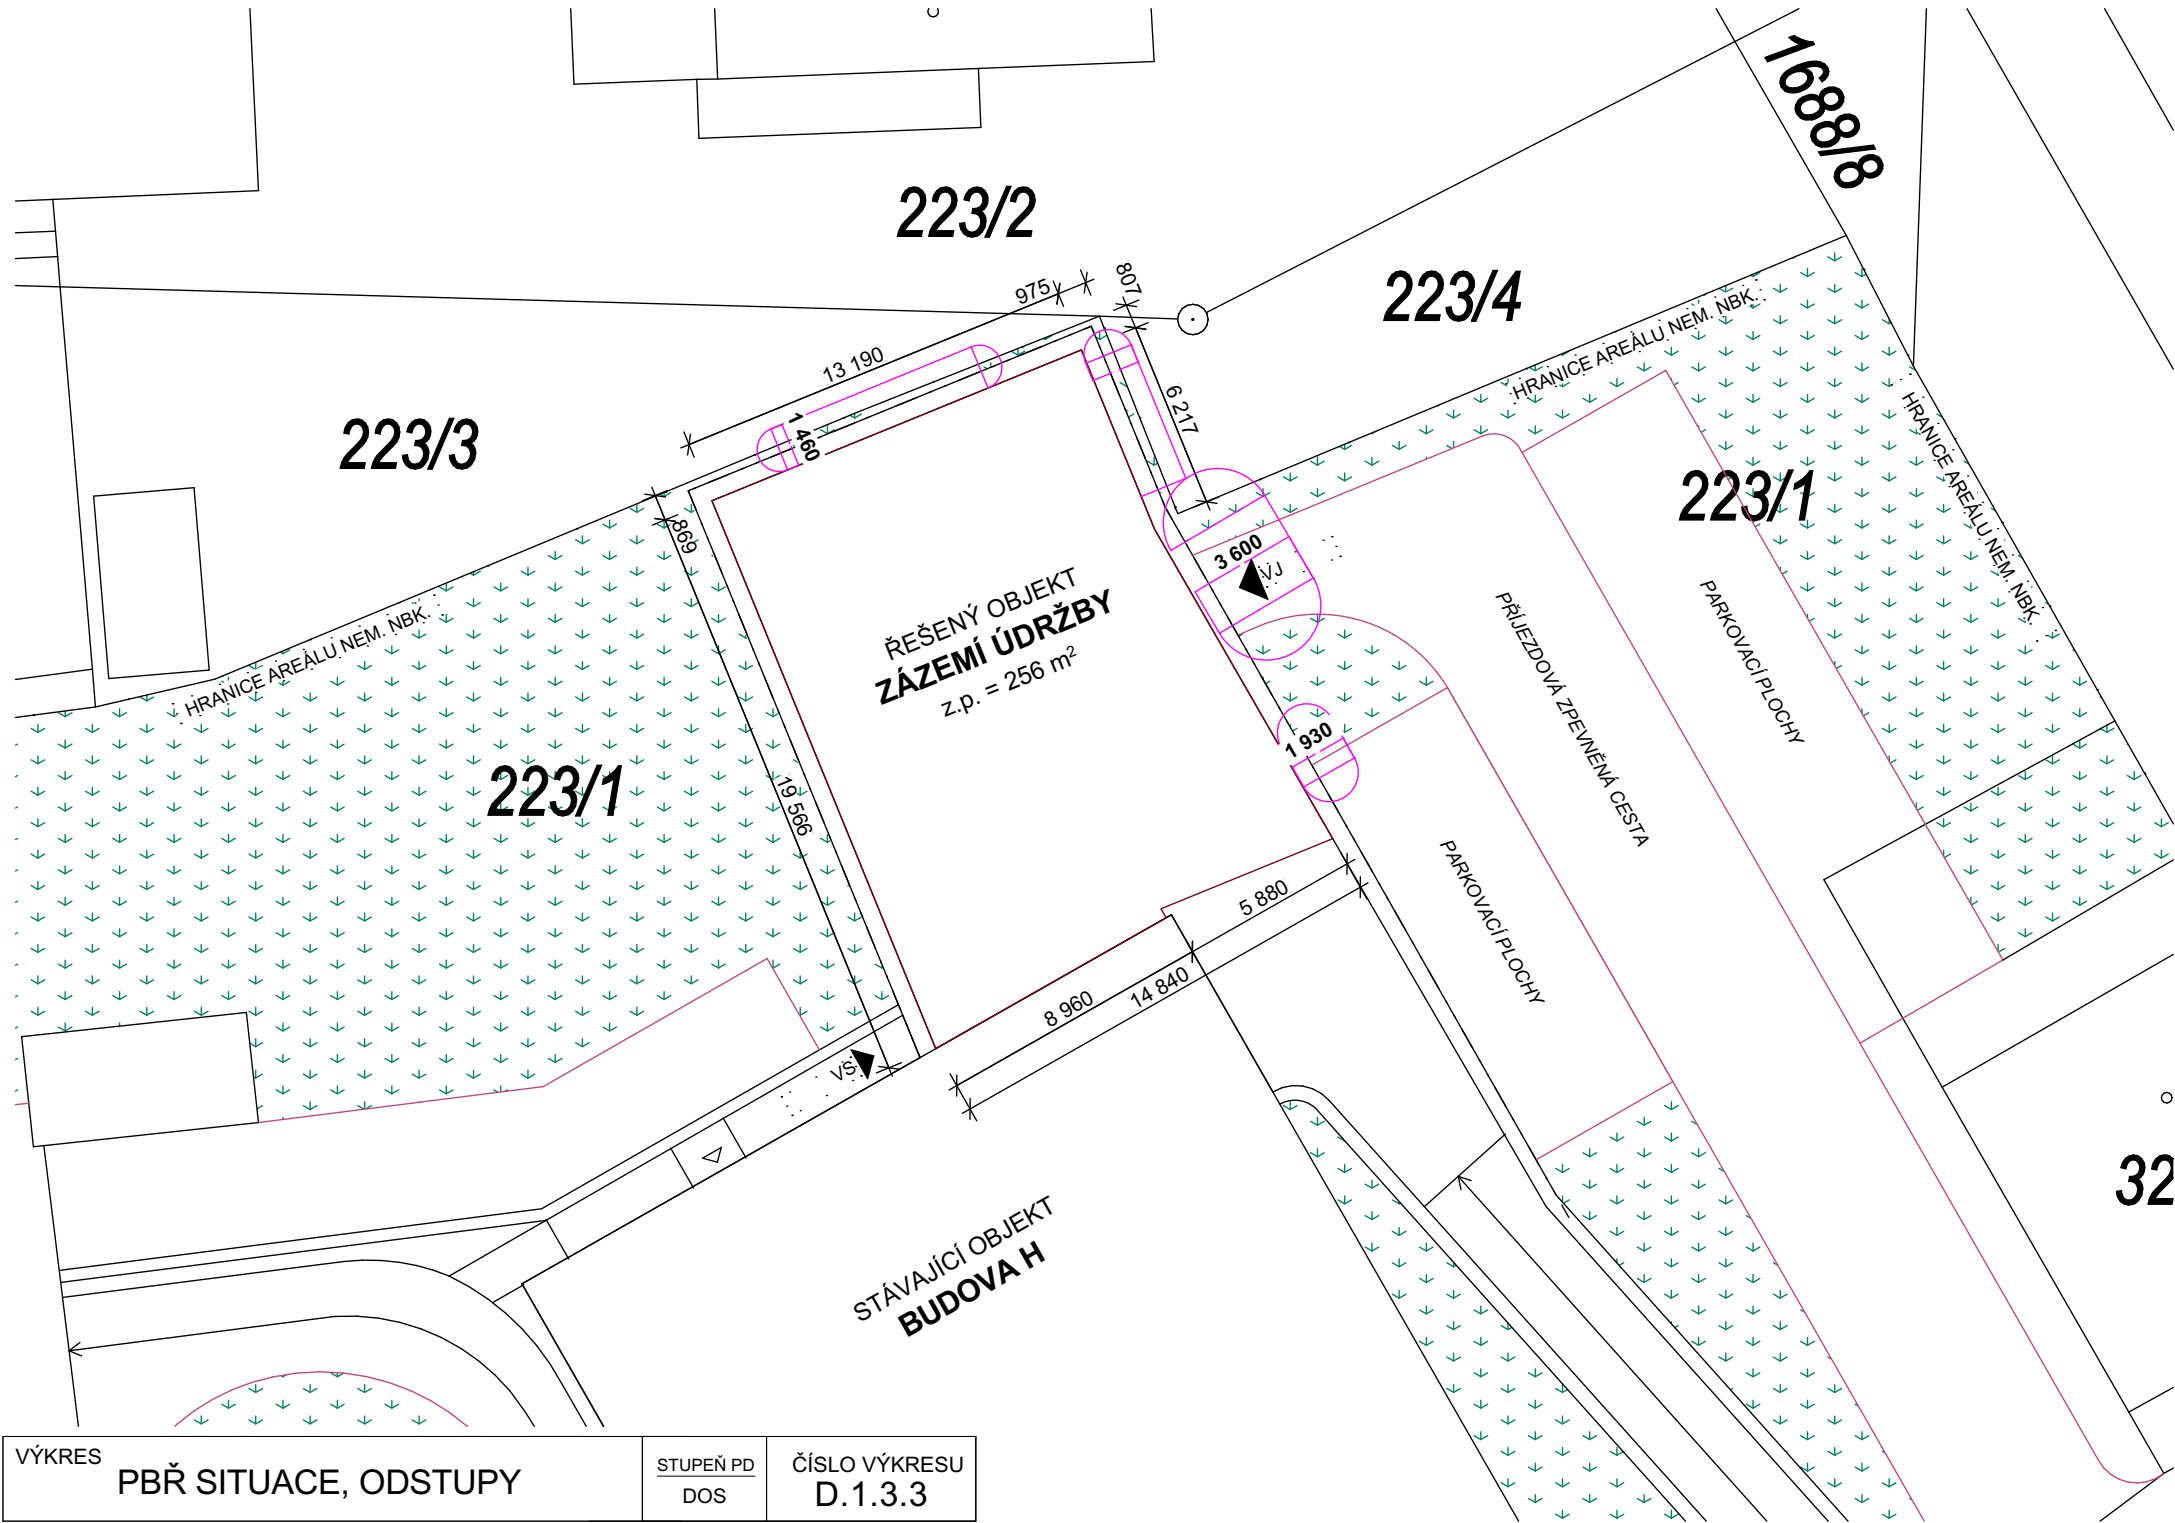 1688/8
223/2
223/4
223/3
975
807
13 190
6 217
1 460
HRANICE AREÁLU NEM. NBK.
HRANICE AREÁLU NEM. NBK.
223/1
869
3 600
VJ
ŘEŠENÝ OBJEKT
ZÁZEMÍ ÚDRŽBY
z.p. = 256 m²
HRANICE AREÁLU NEM. NBK.
PŘÍJEZDOVÁ ZPEVNĚNÁ CESTA
PARKOVACÍ PLOCHY
1 930
223/1
19 566
PARKOVACÍ PLOCHY
5 880
8 960
14 840
VS
32
STÁVAJÍCÍ OBJEKT
BUDOVA H
VÝKRES
PBŘ SITUACE, ODSTUPY
STUPEŇ PD
DOS
ČÍSLO VÝKRESU
D.1.3.3